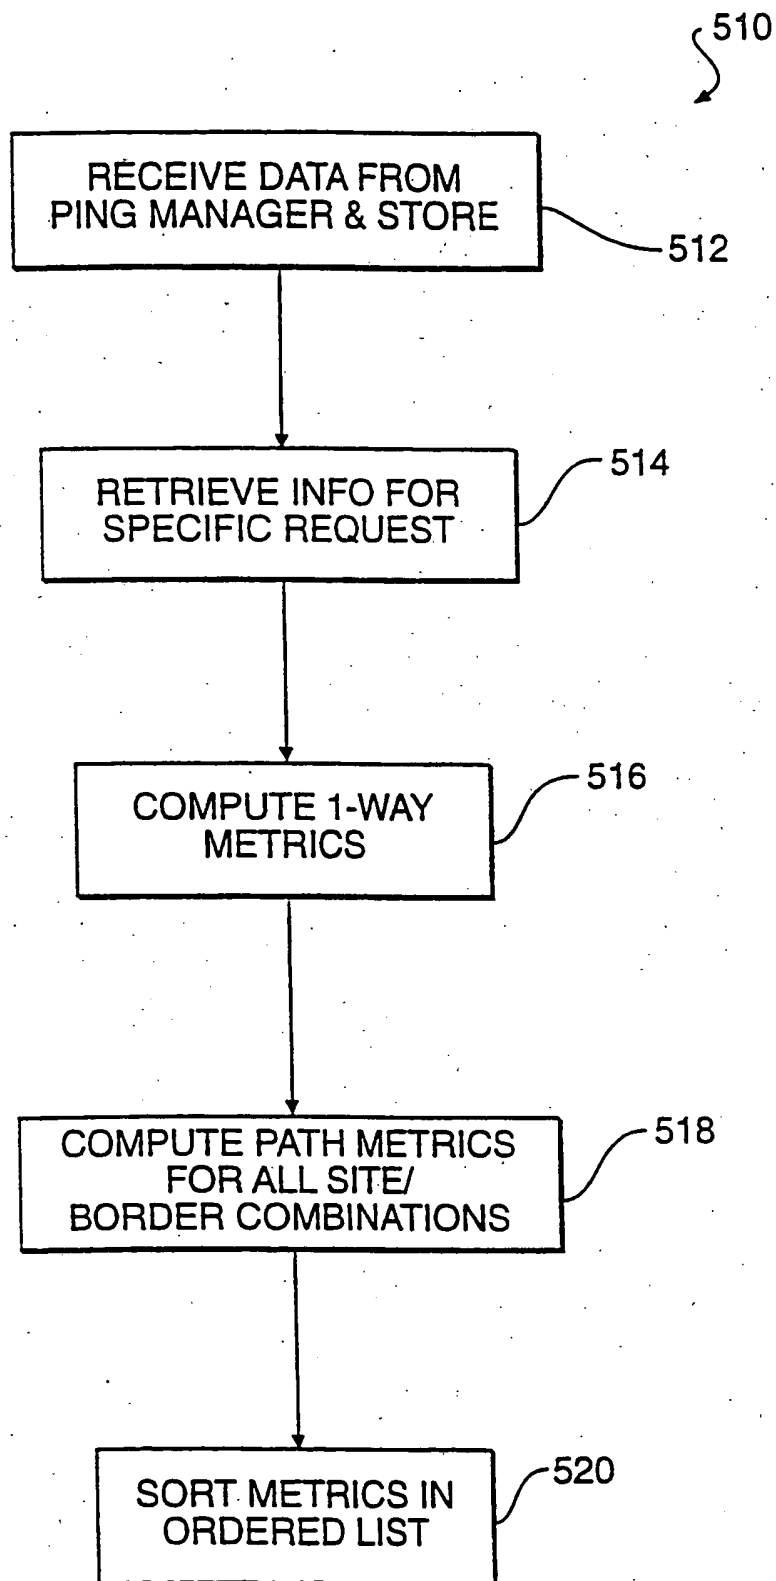 510
RECEIVE DATA FROM
PING MANAGER & STORE
512
RETRIEVE INFO FOR
SPECIFIC REQUEST
514
COMPUTE 1-WAY
METRICS
516
COMPUTE PATH METRICS
FOR ALL SITE/
BORDER COMBINATIONS
518
SORT METRICS IN
ORDERED LIST
520